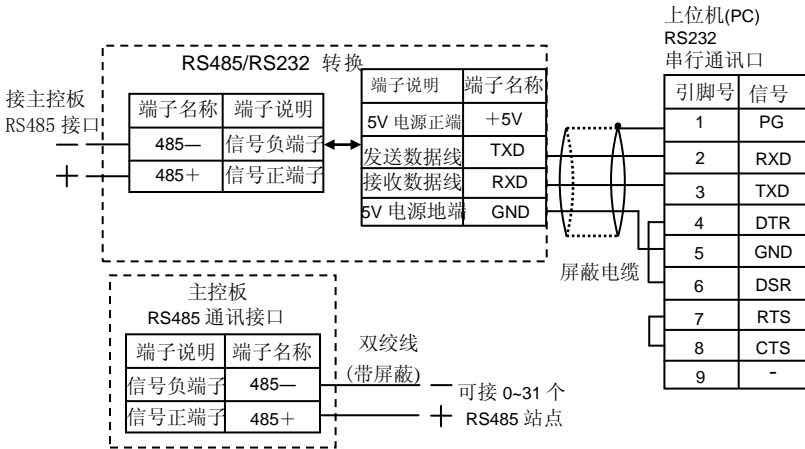 上位机(PC)
RS232
串行通讯口
引脚号 信号
1 PG
2 RXD
3 TXD
4 DTR
5 GND
6 DSR
7 RTS
8 CTS
9 -
RS485/RS232 转换
端子说明 端子名称
5V 电源正端 +5V
发送数据线 TXD
接收数据线 RXD
5V 电源地端 GND
端子名称 端子说明
485— 信号负端子
485+ 信号正端子
接主控板
RS485 接口
—
+
屏蔽电缆
主控板
RS485 通讯接口
端子说明 端子名称
信号负端子 485—
信号正端子 485+
双绞线
(带屏蔽)
— 可接 0~31 个
+ RS485 站点